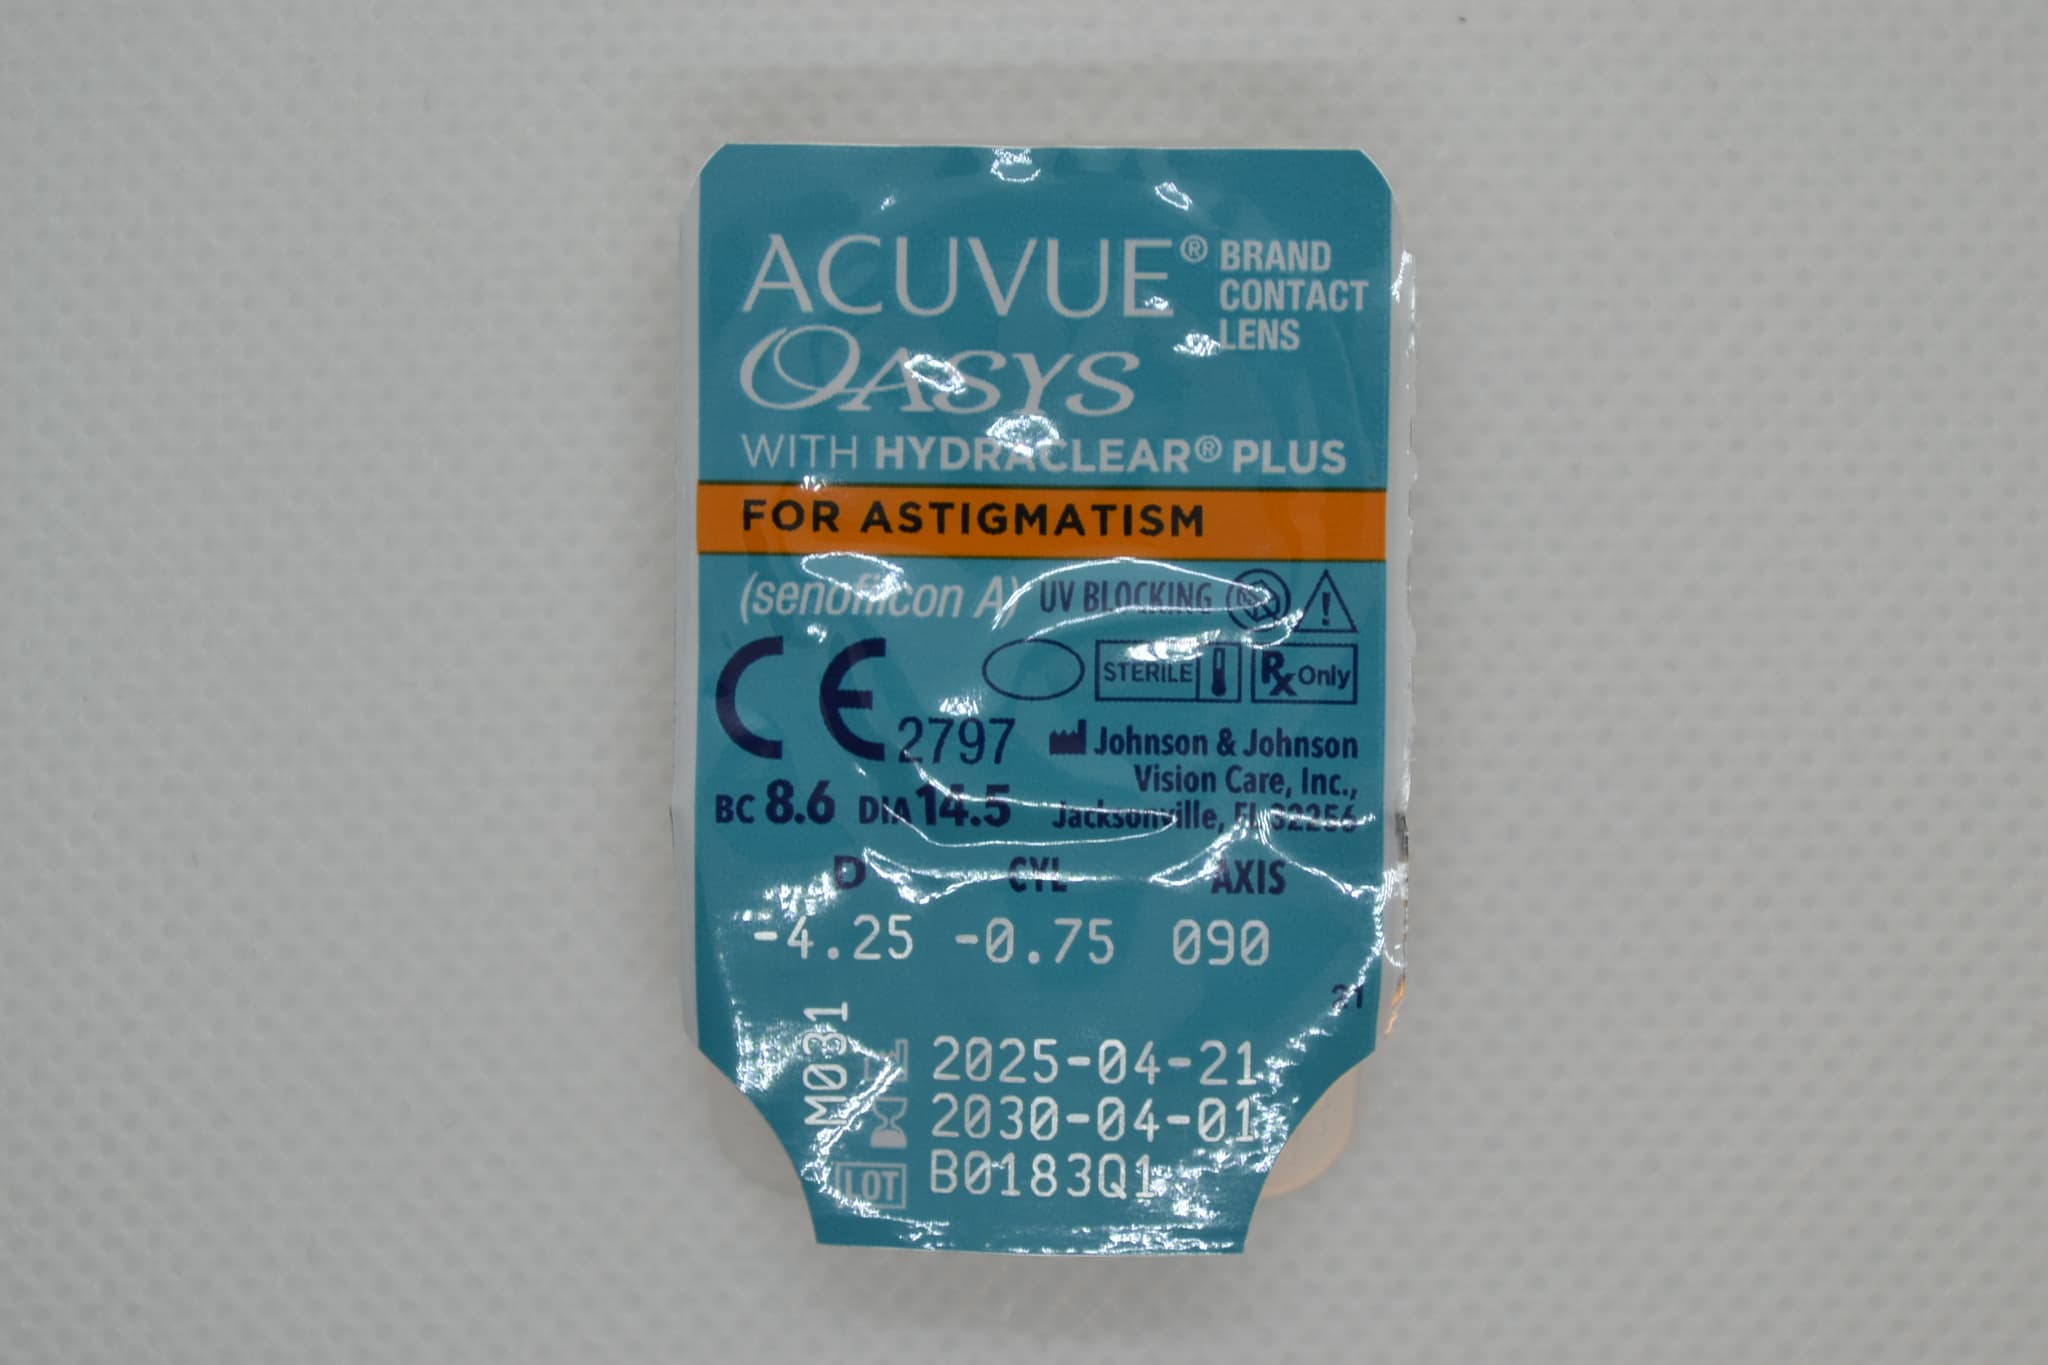 ACUVUE® BRAND
CONTACT
LENS
OASYS
WITH HYDRACLEAR® PLUS
FOR ASTIGMATISM
(senofilcon A) UV BLOCKING
STERILE Rx Only
CE 2797
Johnson & Johnson
Vision Care, Inc.,
Jacksonville, FL 32256
BC 8.6 DIA 14.5
D CYL AXIS
-4.25 -0.75 090
21
M031
2025-04-21
2030-04-01
LOT B0183Q1